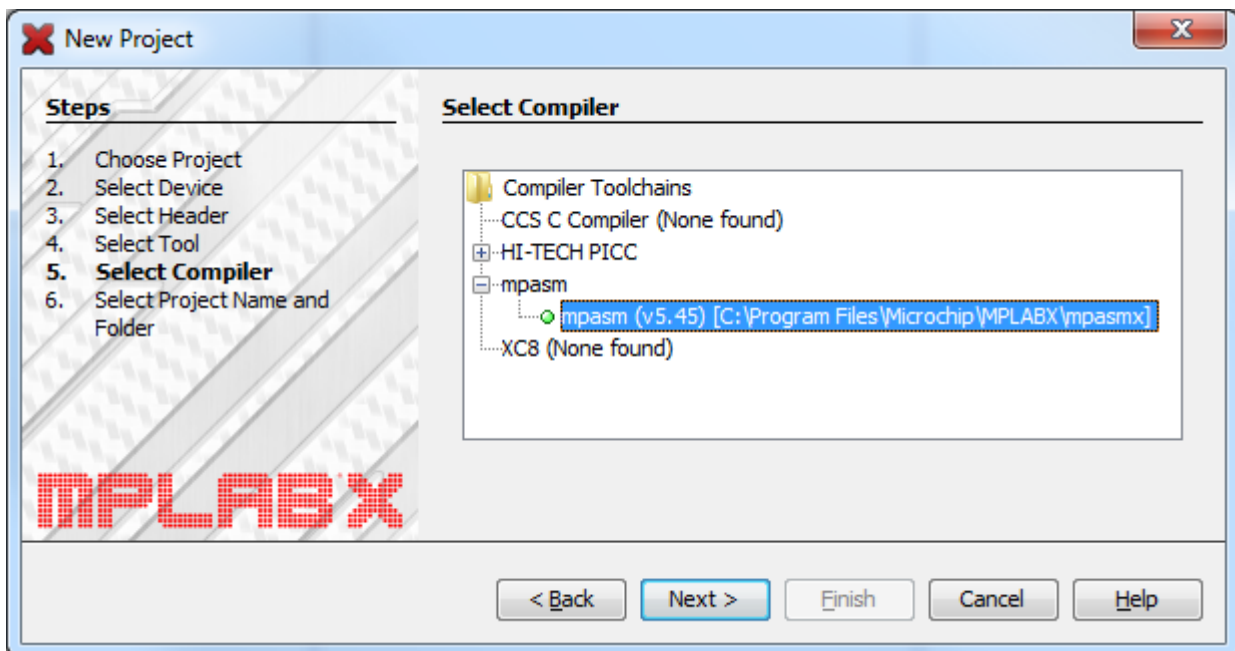 New Project
Steps
1. Choose Project
2. Select Device
3. Select Header
4. Select Tool
5. Select Compiler
6. Select Project Name and
Folder
MPLAB X
Select Compiler
Compiler Toolchains
CCS C Compiler (None found)
HI-TECH PICC
mpasm
mpasm (v5.45) [C:\Program Files\Microchip\MPLABX\mpasmx]
XC8 (None found)
< Back Next > Finish Cancel Help